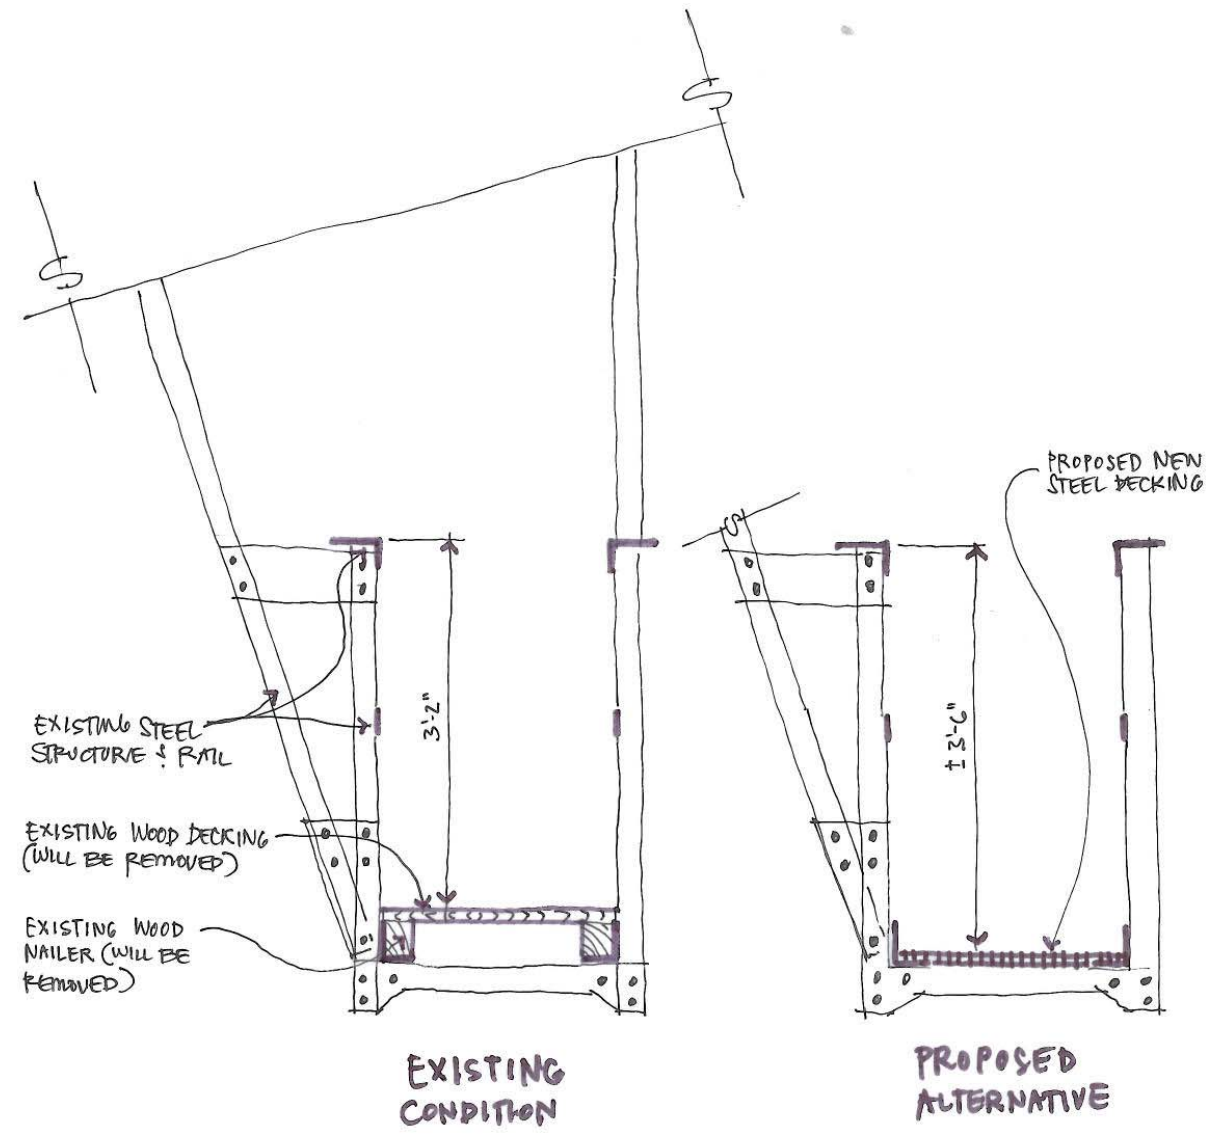 PROPOSED NEW
STEEL DECKING
3'-2"
± 3'-6"
EXISTING STEEL
STRUCTURE & RAIL
EXISTING WOOD DECKING
(WILL BE REMOVED)
EXISTING WOOD
NAILER (WILL BE
REMOVED)
EXISTING
CONDITION
PROPOSED
ALTERNATIVE